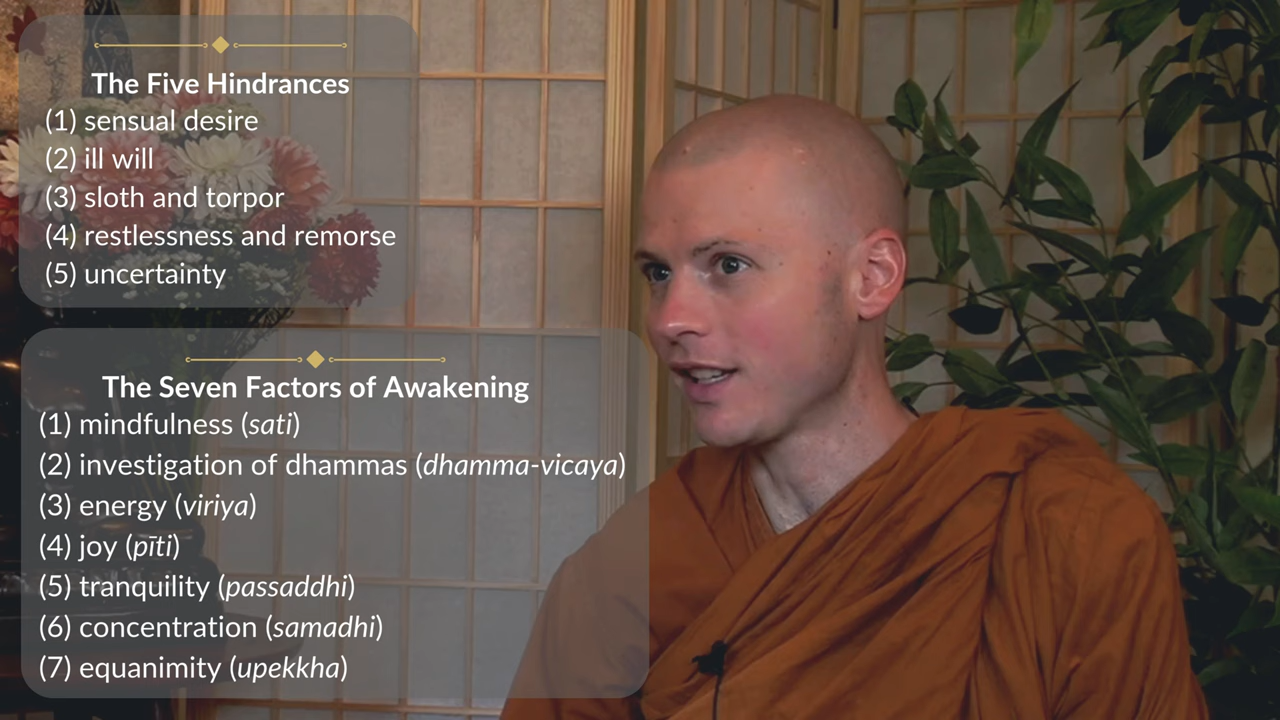 The Five Hindrances
(1) sensual desire
(2) ill will
(3) sloth and torpor
(4) restlessness and remorse
(5) uncertainty
The Seven Factors of Awakening
(1) mindfulness (sati)
(2) investigation of dhammas (dhamma-vicaya)
(3) energy (viriya)
(4) joy (pīti)
(5) tranquility (passaddhi)
(6) concentration (samadhi)
(7) equanimity (upekkha)